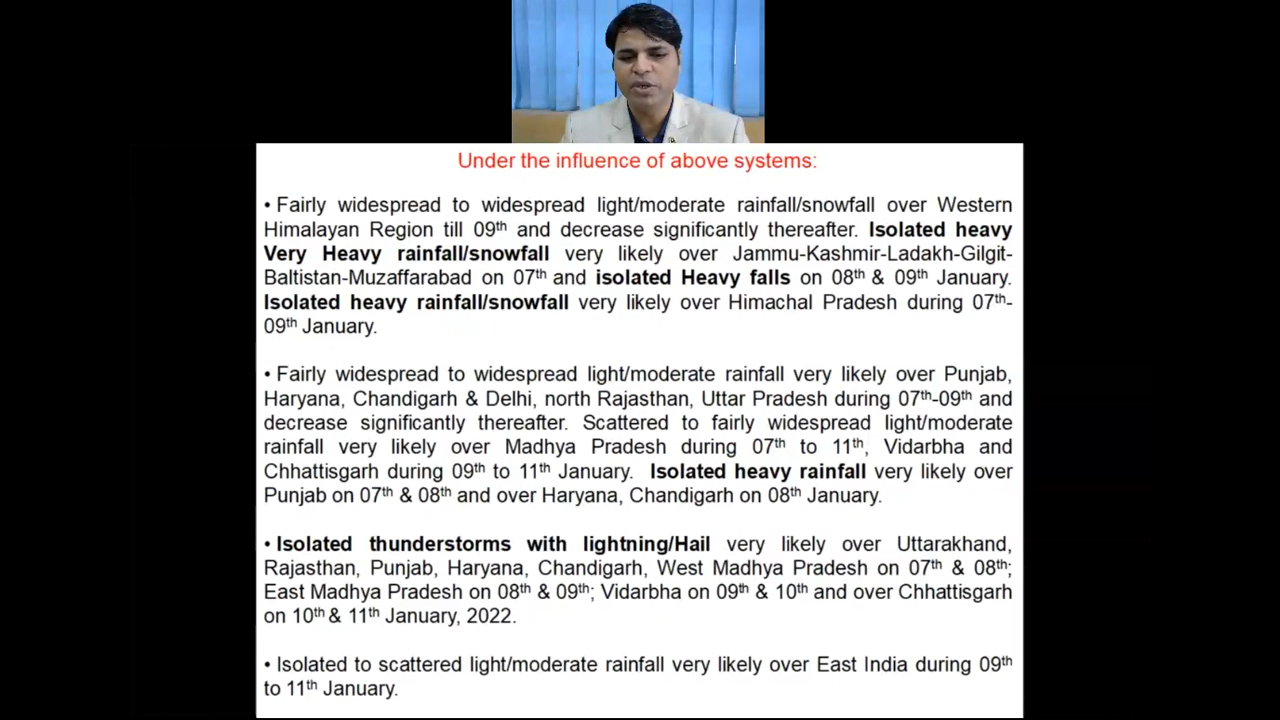 Under the influence of above systems:
• Fairly widespread to widespread light/moderate rainfall/snowfall over Western
Himalayan Region till 09th and decrease significantly thereafter. Isolated heavy
Very Heavy rainfall/snowfall very likely over Jammu-Kashmir-Ladakh-Gilgit-
Baltistan-Muzaffarabad on 07th and isolated Heavy falls on 08th & 09th January.
Isolated heavy rainfall/snowfall very likely over Himachal Pradesh during 07th-
09th January.
• Fairly widespread to widespread light/moderate rainfall very likely over Punjab,
Haryana, Chandigarh & Delhi, north Rajasthan, Uttar Pradesh during 07th-09th and
decrease significantly thereafter. Scattered to fairly widespread light/moderate
rainfall very likely over Madhya Pradesh during 07th to 11th, Vidarbha and
Chhattisgarh during 09th to 11th January. Isolated heavy rainfall very likely over
Punjab on 07th & 08th and over Haryana, Chandigarh on 08th January.
• Isolated thunderstorms with lightning/Hail very likely over Uttarakhand,
Rajasthan, Punjab, Haryana, Chandigarh, West Madhya Pradesh on 07th & 08th;
East Madhya Pradesh on 08th & 09th; Vidarbha on 09th & 10th and over Chhattisgarh
on 10th & 11th January, 2022.
• Isolated to scattered light/moderate rainfall very likely over East India during 09th
to 11th January.